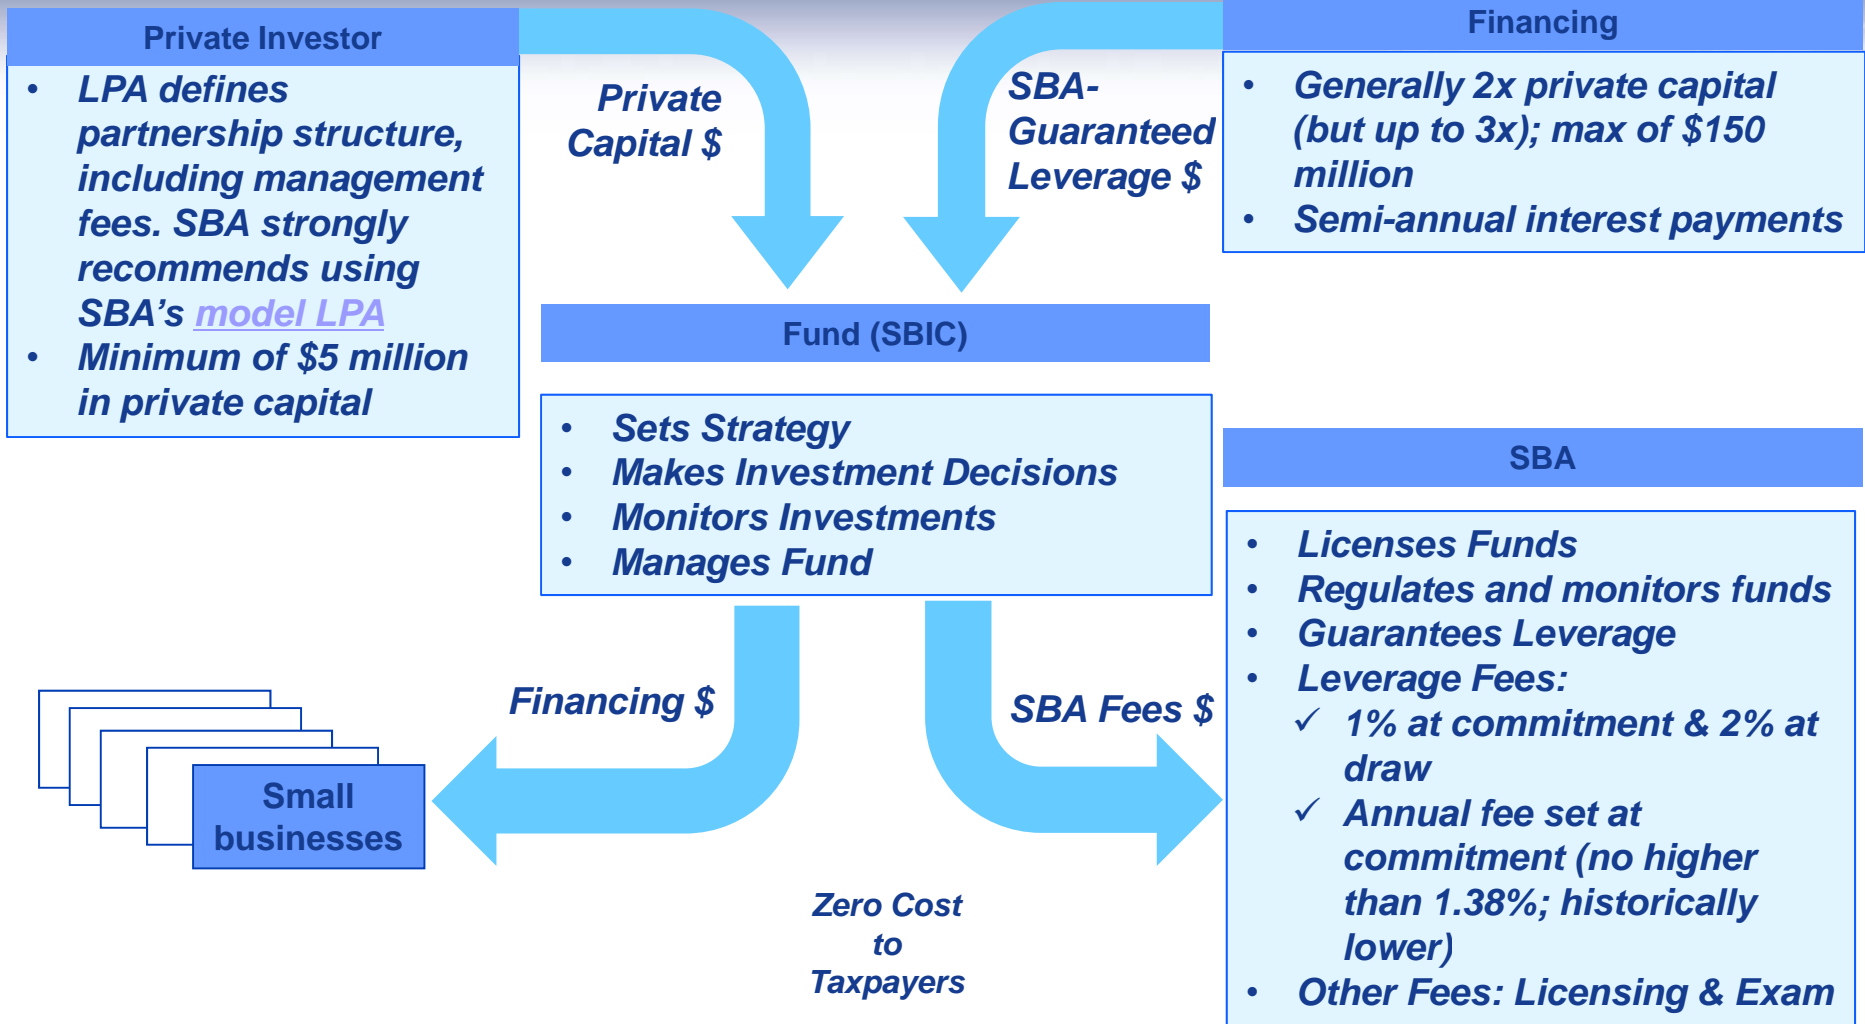 Private Investor
• LPA defines
partnership structure,
including management
fees. SBA strongly
recommends using
SBA’s model LPA
• Minimum of $5 million
in private capital
Private
Capital $
SBA-
Guaranteed
Leverage $
Financing
• Generally 2x private capital
(but up to 3x); max of $150
million
• Semi-annual interest payments
Fund (SBIC)
• Sets Strategy
• Makes Investment Decisions
• Monitors Investments
• Manages Fund
SBA
• Licenses Funds
• Regulates and monitors funds
• Guarantees Leverage
• Leverage Fees:
✓ 1% at commitment & 2% at
draw
✓ Annual fee set at
commitment (no higher
than 1.38%; historically
lower)
• Other Fees: Licensing & Exam
Financing $
SBA Fees $
Small
businesses
Zero Cost
to
Taxpayers